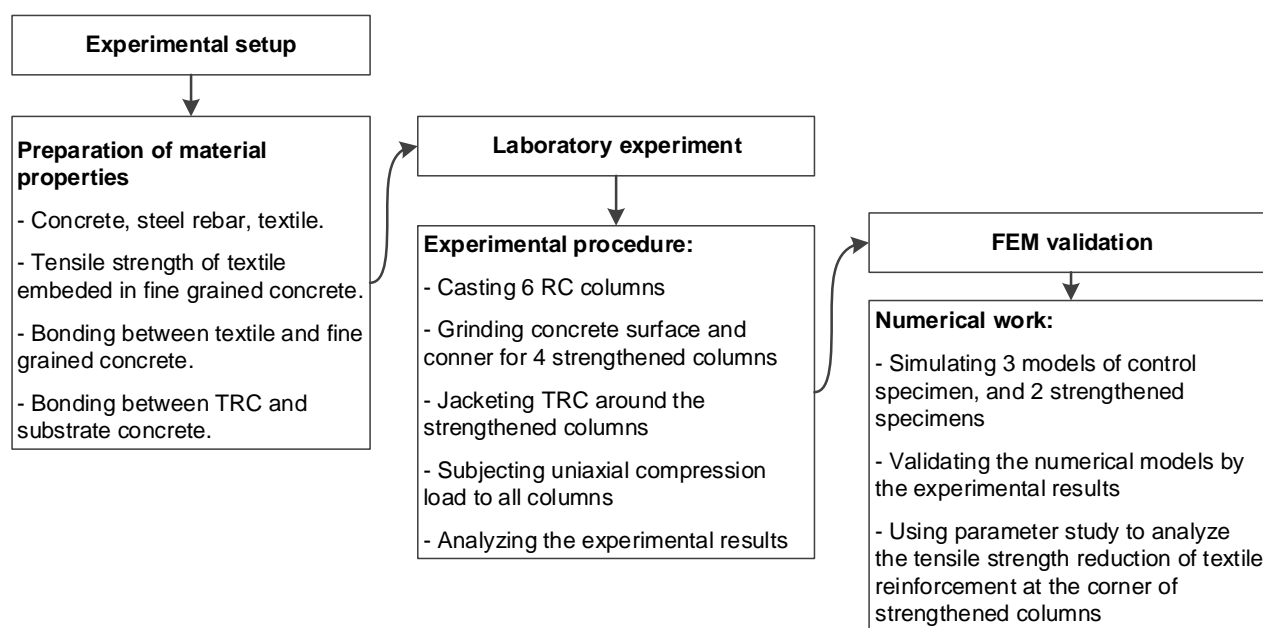 Experimental setup
Preparation of material
properties
- Concrete, steel rebar, textile.
- Tensile strength of textile
embeded in fine grained concrete.
- Bonding between textile and fine
grained concrete.
- Bonding between TRC and
substrate concrete.
Laboratory experiment
Experimental procedure:
- Casting 6 RC columns
- Grinding concrete surface and
conner for 4 strengthened columns
- Jacketing TRC around the
strengthened columns
- Subjecting uniaxial compression
load to all columns
- Analyzing the experimental results
FEM validation
Numerical work:
- Simulating 3 models of control
specimen, and 2 strengthened
specimens
- Validating the numerical models by
the experimental results
- Using parameter study to analyze
the tensile strength reduction of textile
reinforcement at the corner of
strengthened columns